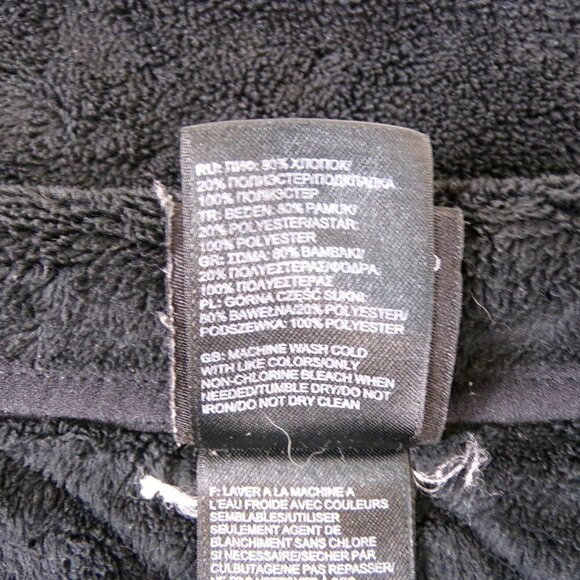 RU: ПИО: 80% ХЛОПОК/
20% ПОЛИЭСТЕР/ПОДКЛАДКА
100% ПОЛИЭСТЕР
TR: BEDEN: 80% PAMUK/
20% POLYESTER/ASTAR:
100% POLYESTER
GR: ΣΩΜΑ: 80% ΒΑΜΒΑΚΙ/
20% ΠΟΛΥΕΣΤΕΡΑΣ/ΦΟΔΡΑ:
100% ΠΟΛΥΕΣΤΕΡΑΣ
PL: GÓRNA CZEŚĆ SUKNI:
80% BAWEŁNA/20% POLYESTER/
PODSZEWKA: 100% POLYESTER
GB: MACHINE WASH COLD
WITH LIKE COLORS/ONLY
NON-CHLORINE BLEACH WHEN
NEEDED/TUMBLE DRY/DO NOT
IRON/DO NOT DRY CLEAN
F: LAVER A LA MACHINE A
L'EAU FROIDE AVEC COULEURS
SEMBLABLES/UTILISER
SEULEMENT AGENT DE
BLANCHIMENT SANS CHLORE
SI NECESSAIRE/SECHER PAR
CULBUTAGE/NE PAS REPASSER/